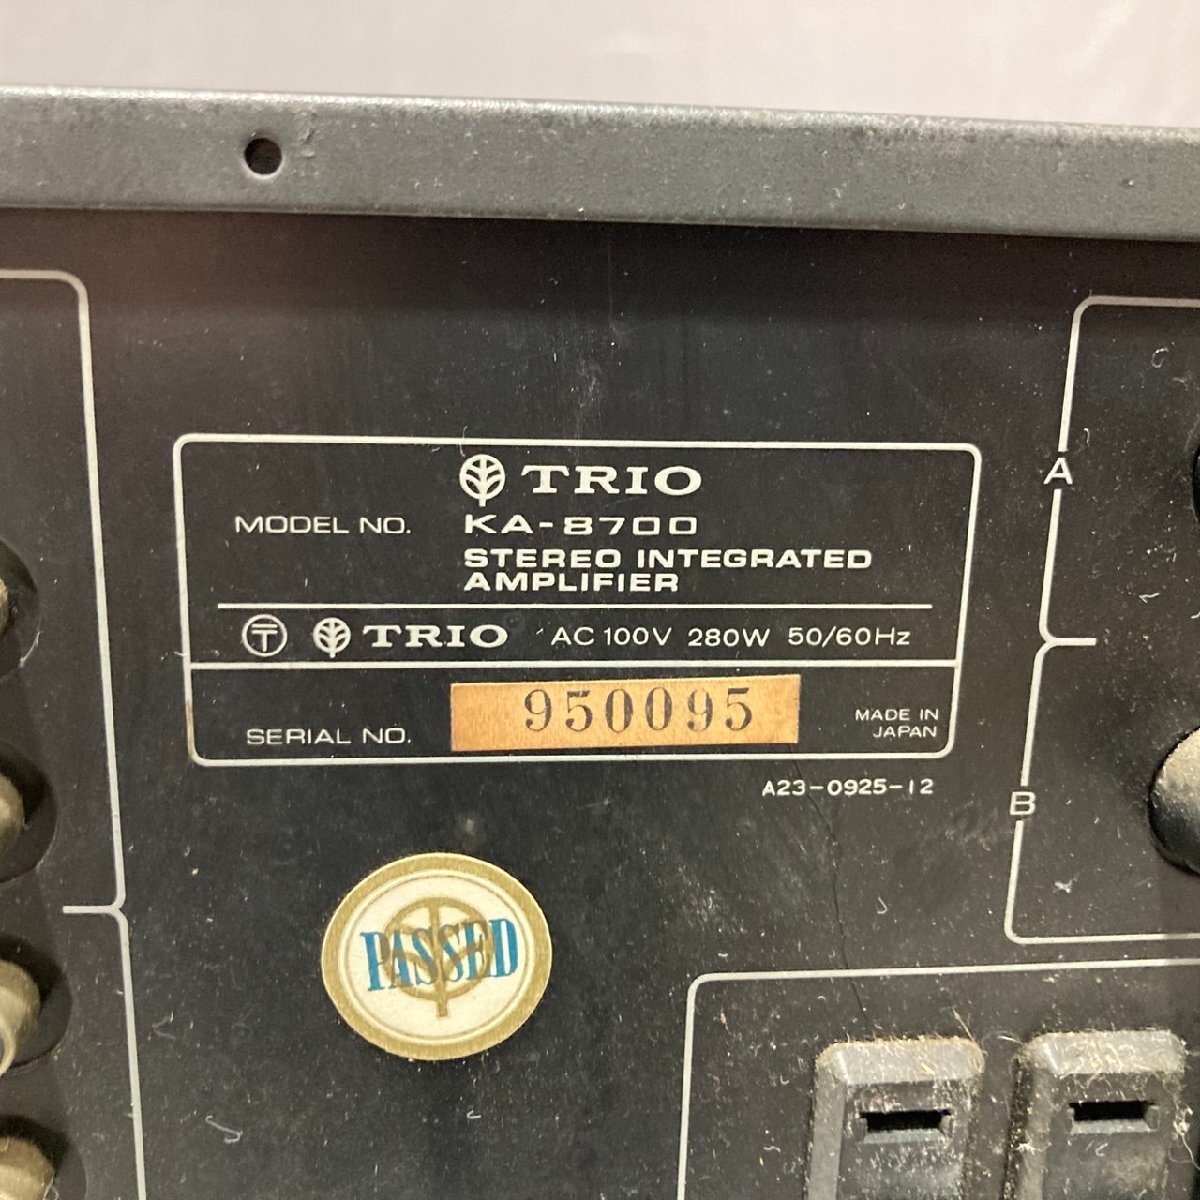 TRIO
MODEL NO. KA-8700
STEREO INTEGRATED
AMPLIFIER
〒 TRIO AC 100V 280W 50/60Hz
SERIAL NO. 950095
MADE IN
JAPAN
A23-0925-12
A
B
PASSED